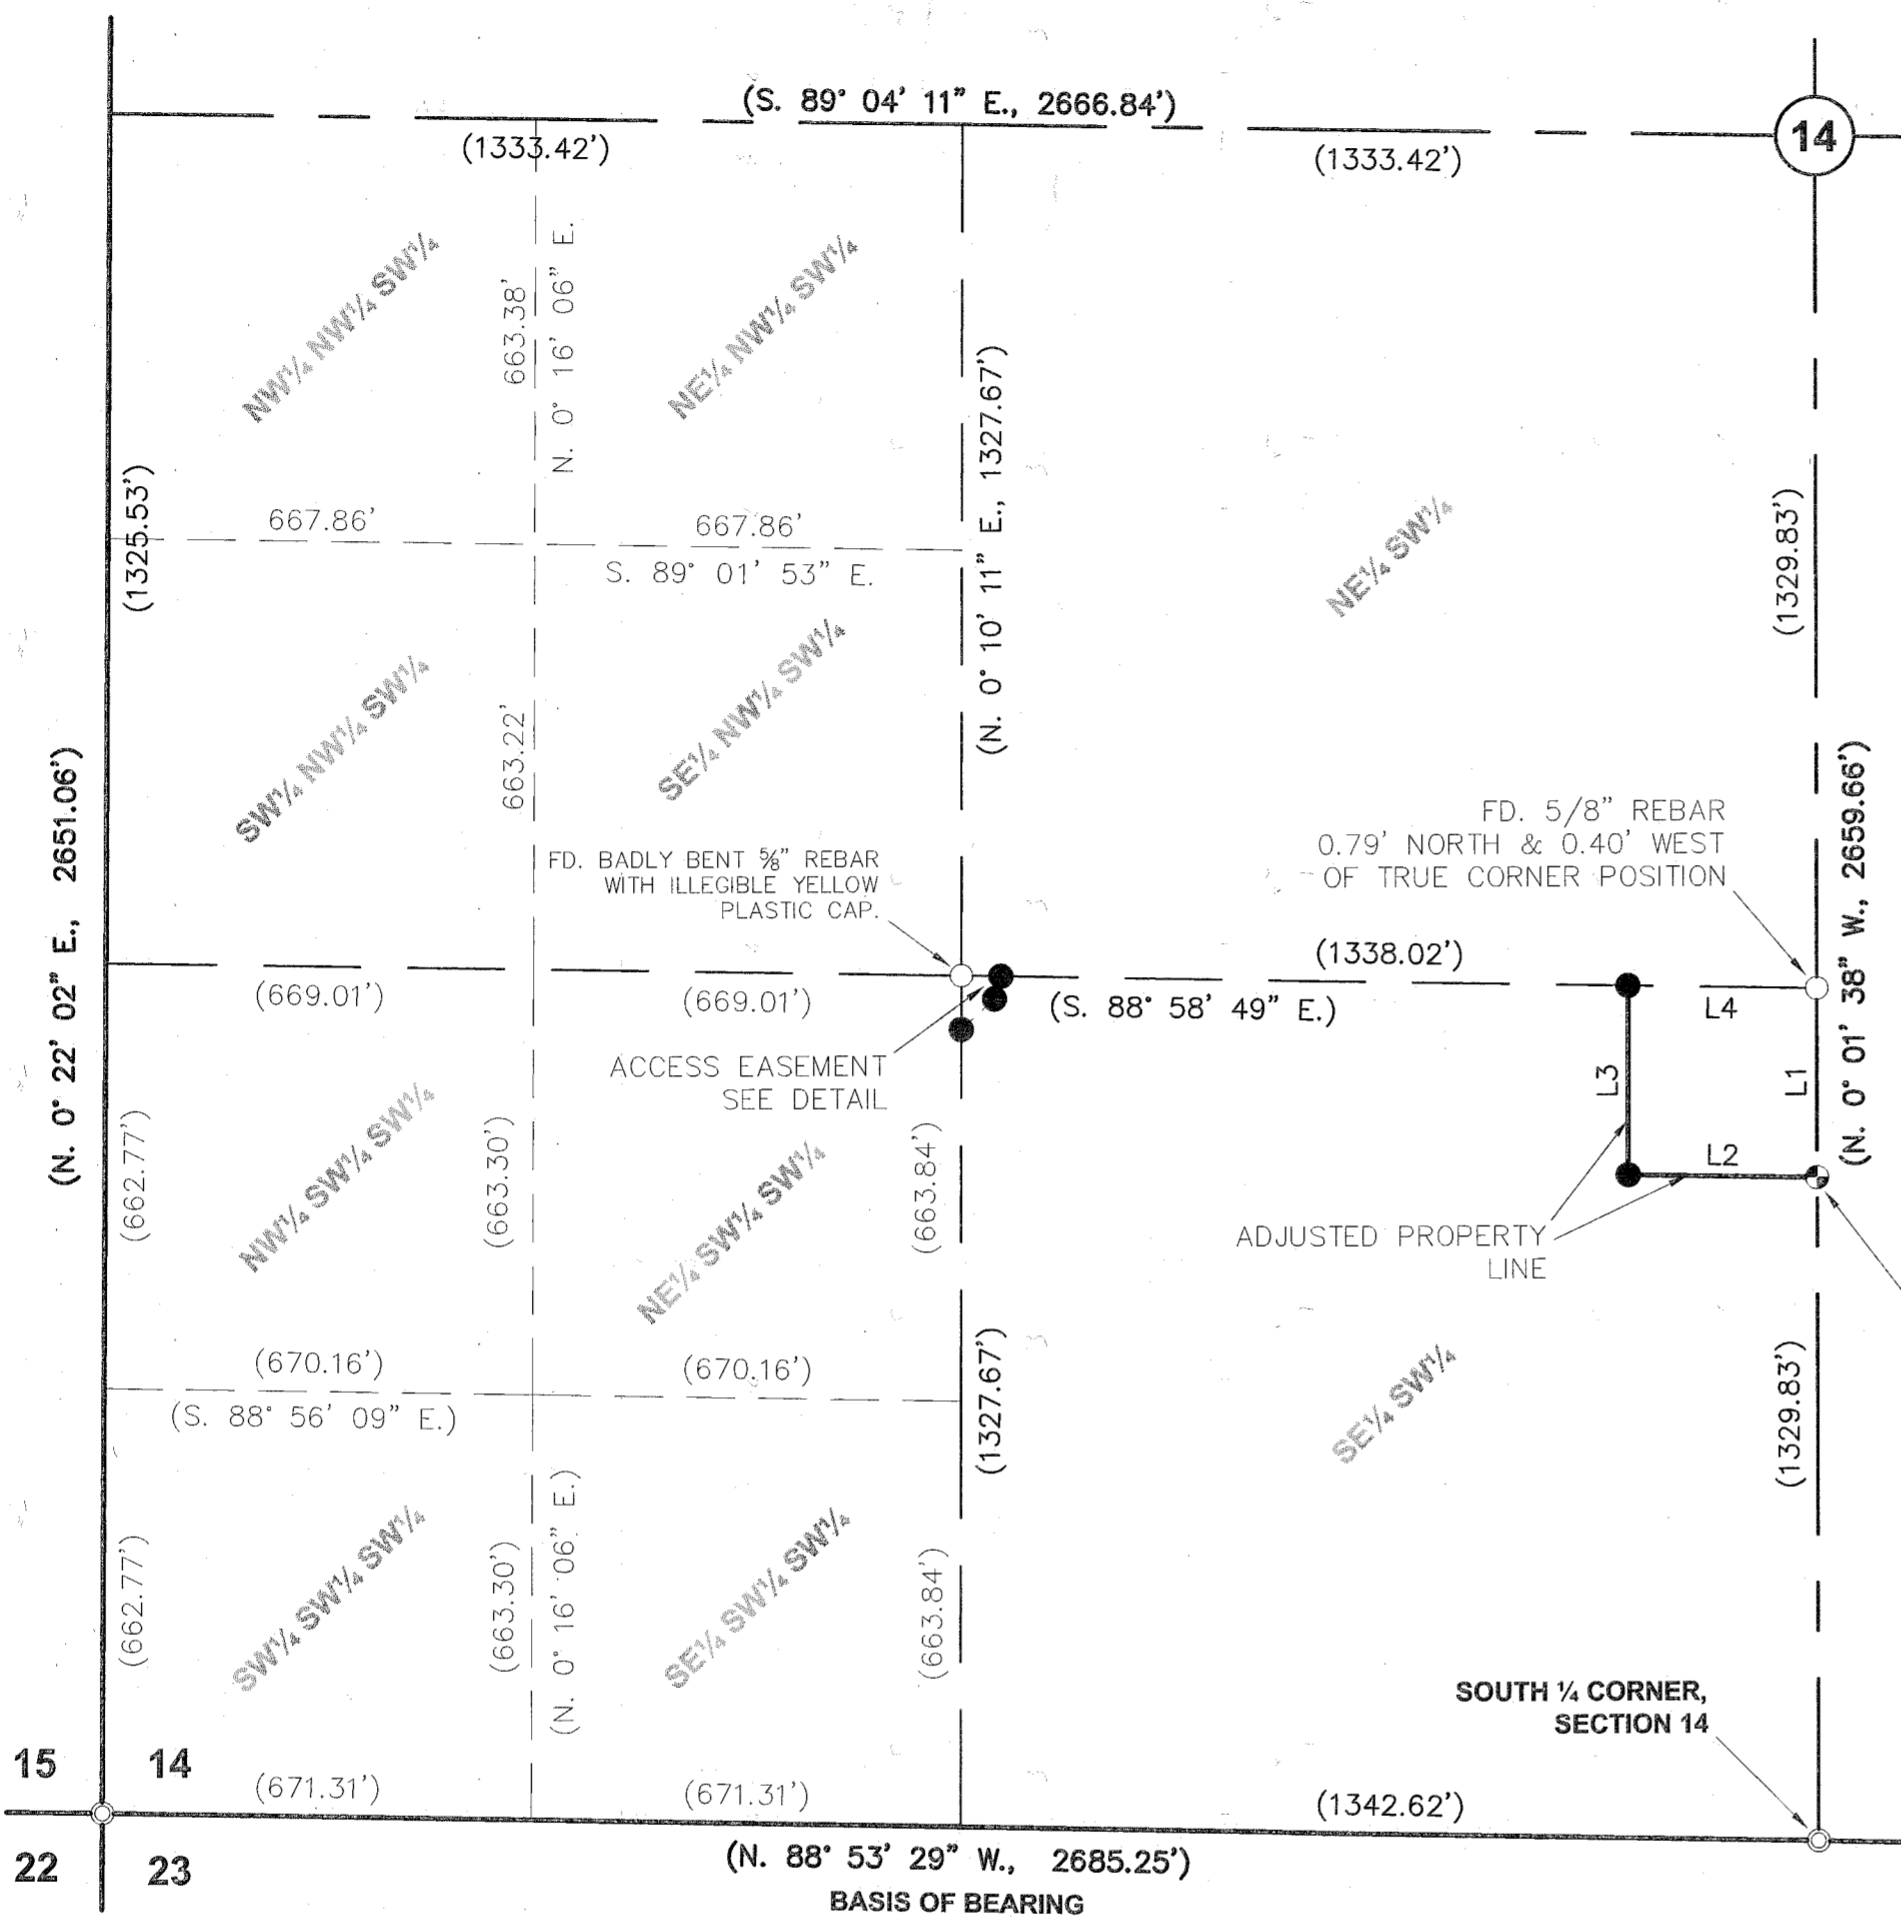 (S. 89° 04' 11" E., 2666.84')
14
(1333.42')
(1333.42')
NW¼ NW¼ SW¼
663.38'
N. 0° 16' 06" E.
NE¼ NW¼ SW¼
(N. 0° 10' 11" E., 1327.67')
(1325.53')
667.86'
667.86'
S. 89° 01' 53" E.
NE¼ SW¼
(1329.83')
SW¼ NW¼ SW¼
663.22'
SE¼ NW¼ SW¼
(N. 0° 22' 02" E., 2651.06')
(N. 0° 01' 38" W., 2659.66')
FD. 5/8" REBAR
0.79' NORTH & 0.40' WEST
OF TRUE CORNER POSITION
FD. BADLY BENT ⅝" REBAR
WITH ILLEGIBLE YELLOW
PLASTIC CAP.
(1338.02')
(669.01')
(669.01')
(S. 88° 58' 49" E.)
L4
ACCESS EASEMENT
SEE DETAIL
L3
L1
L2
(662.77')
NW¼ SW¼ SW¼
(663.30')
NE¼ SW¼ SW¼
(663.84')
ADJUSTED PROPERTY
LINE
(670.16')
(670.16')
(S. 88° 56' 09" E.)
(1327.67')
SE¼ SW¼
(1329.83')
(662.77')
SW¼ SW¼ SW¼
(663.30')
(N. 0° 16' 06" E.)
SE¼ SW¼ SW¼
(663.84')
SOUTH ¼ CORNER,
SECTION 14
15
14
(671.31')
(671.31')
(1342.62')
22
23
(N. 88° 53' 29" W., 2685.25')
BASIS OF BEARING